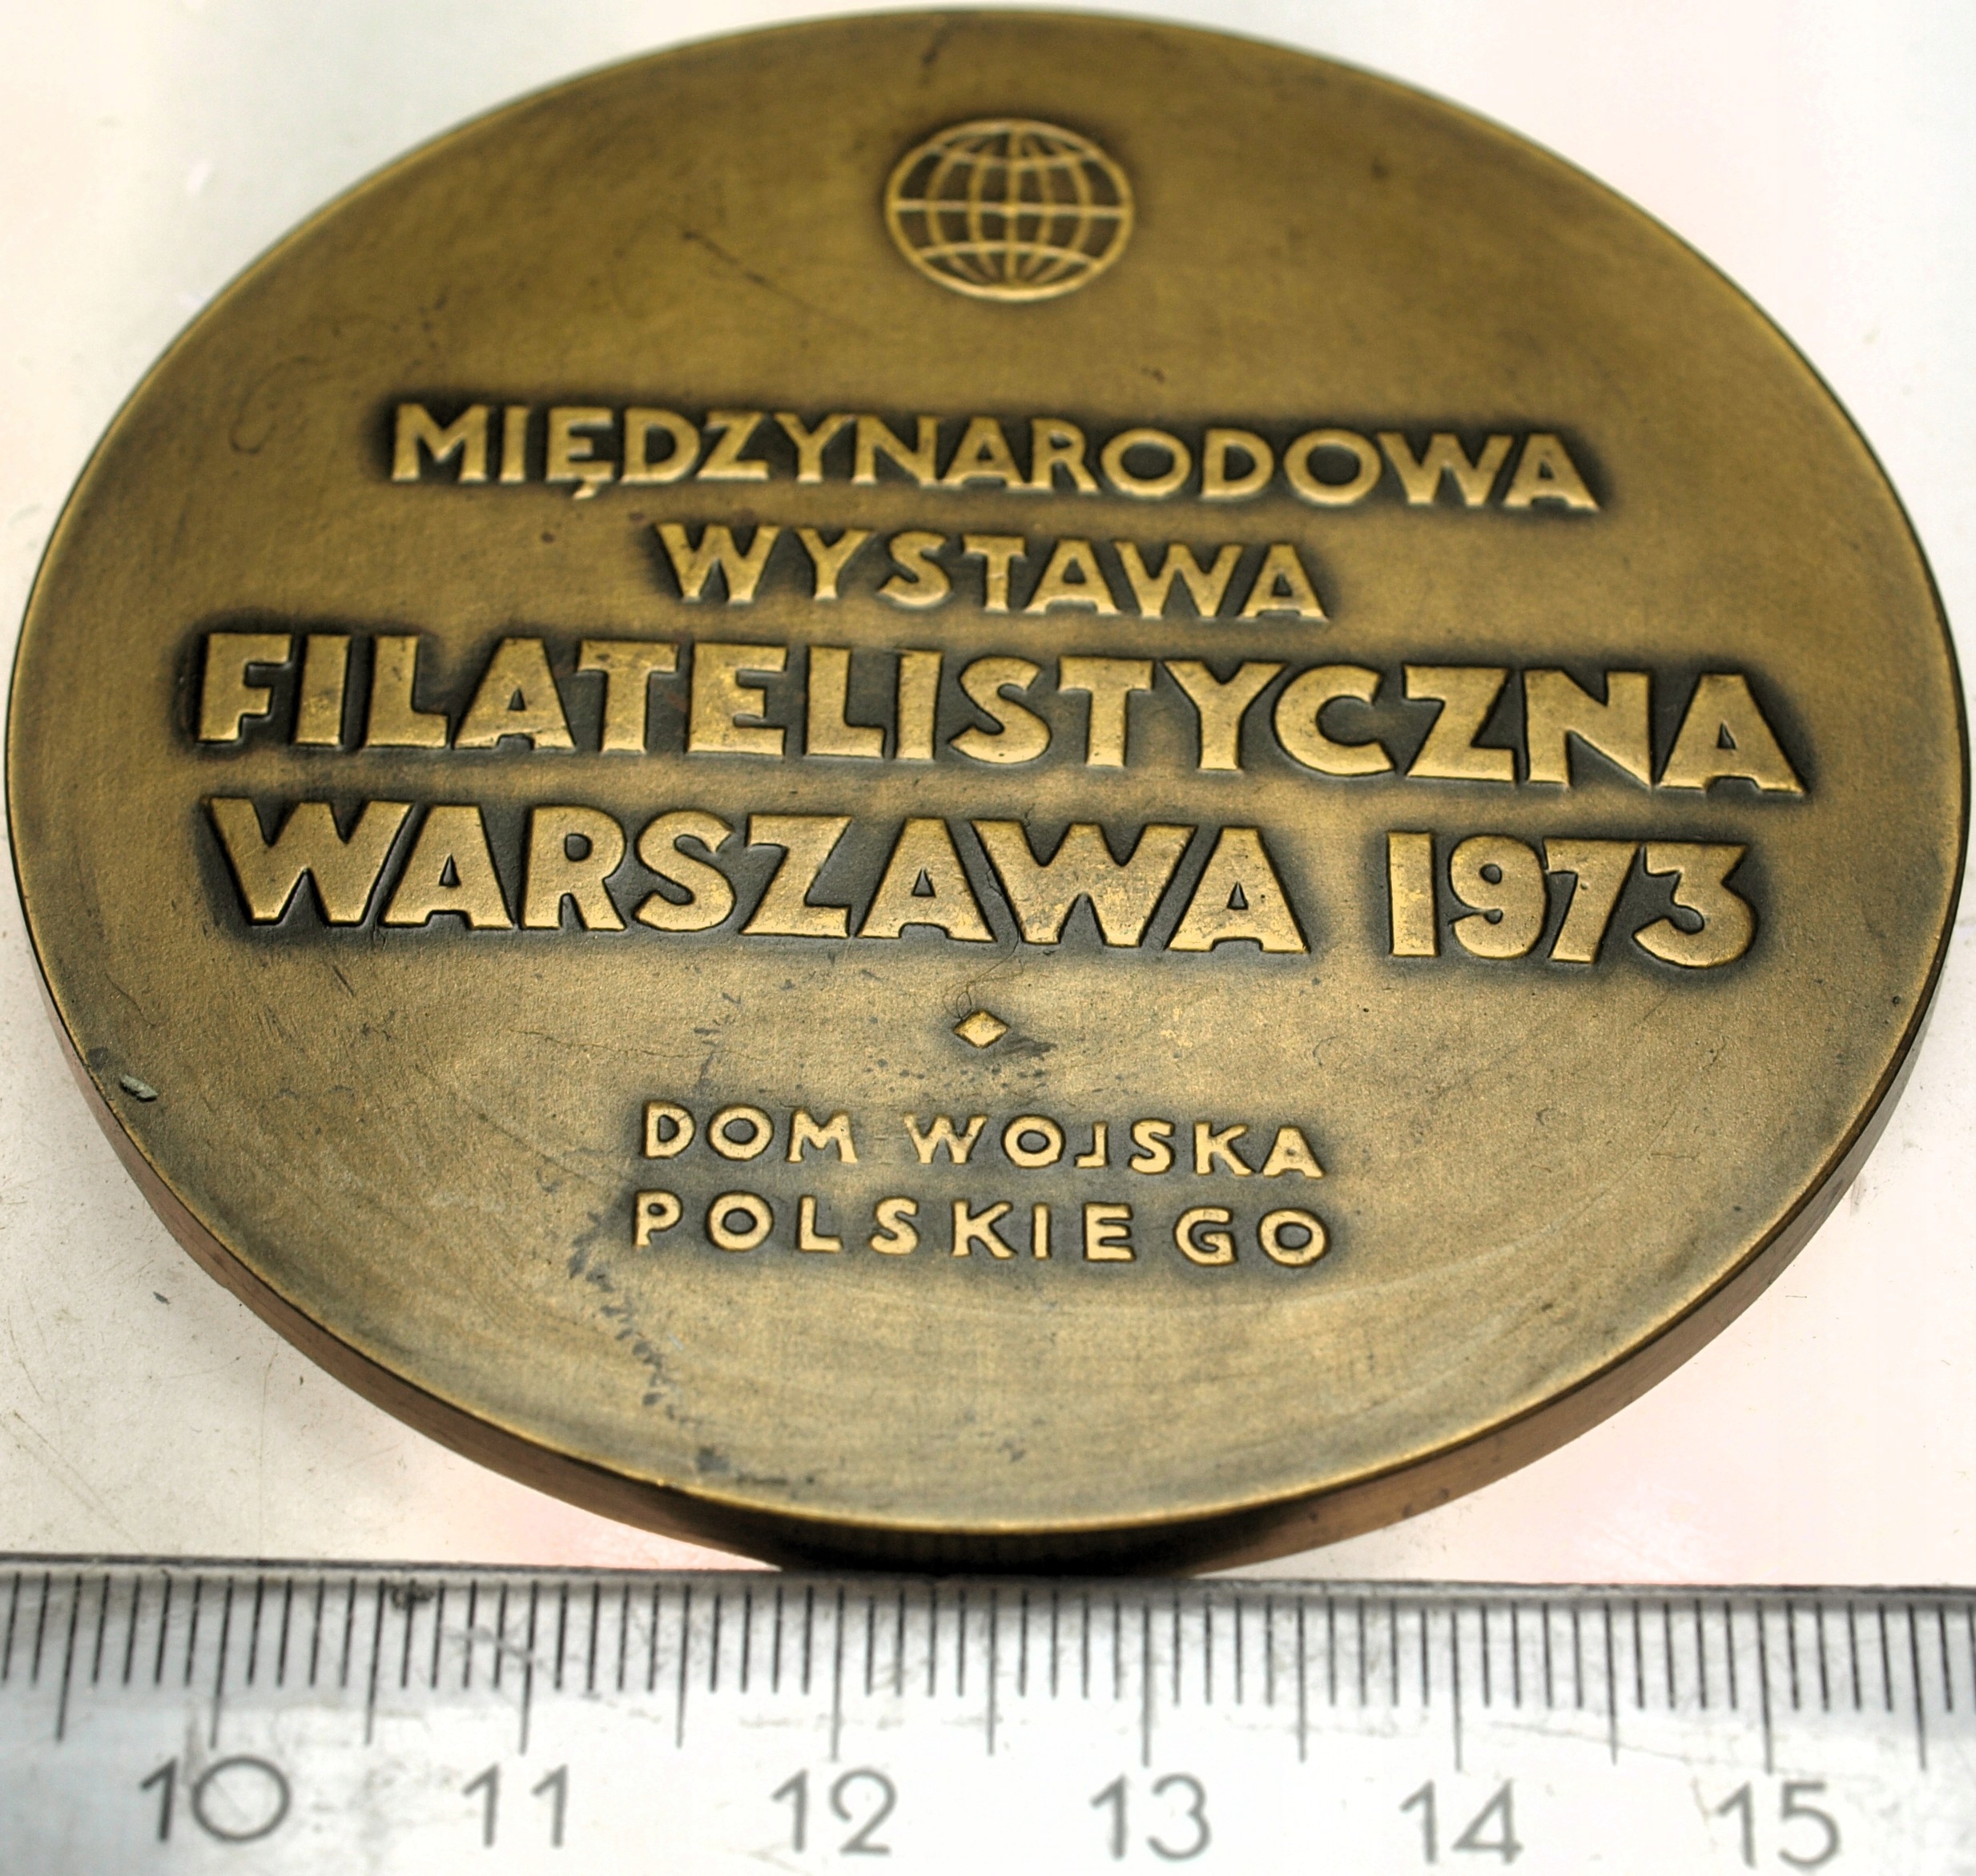 MIĘDZYNARODOWA
WYSTAWA
FILATELISTYCZNA
WARSZAWA 1973
DOM WOJSKA
POLSKIEGO
10 11 12 13 14 15